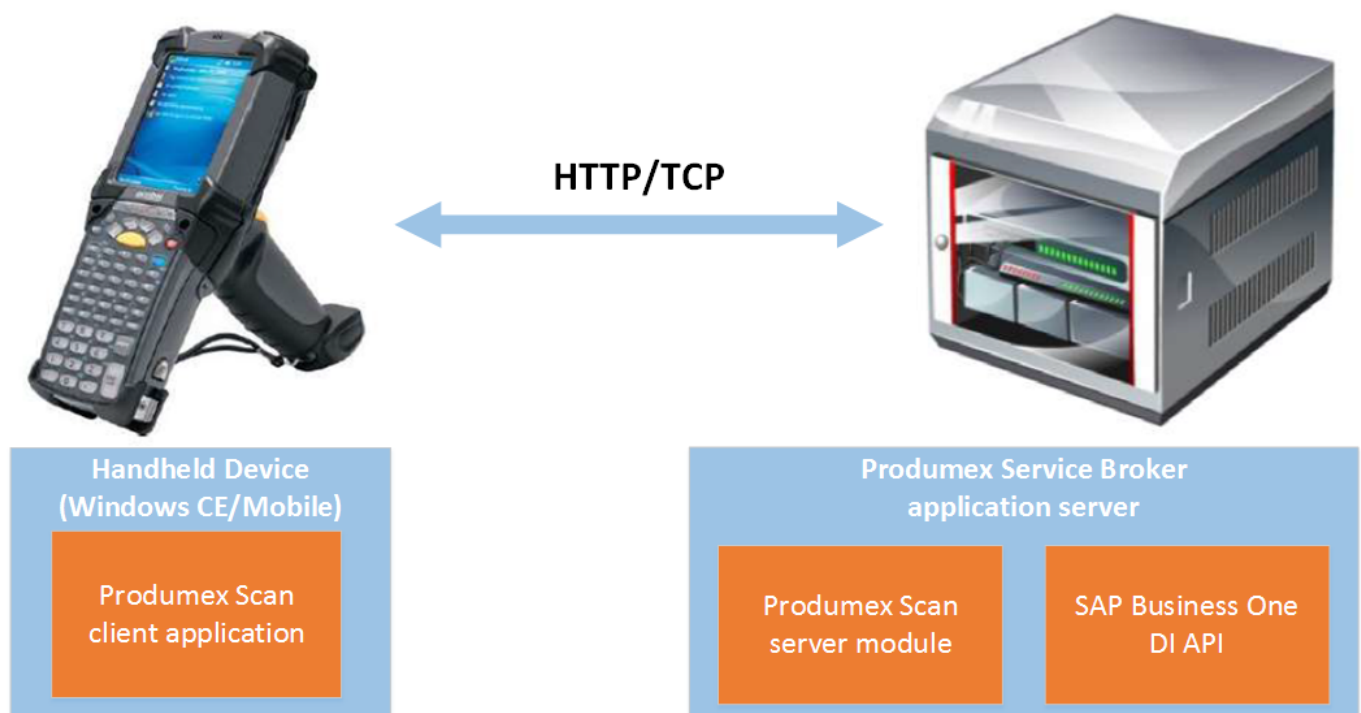 HTTP/TCP
Handheld Device
(Windows CE/Mobile)
Produmex Scan
client application
Produmex Service Broker
application server
Produmex Scan
server module
SAP Business One
DI API